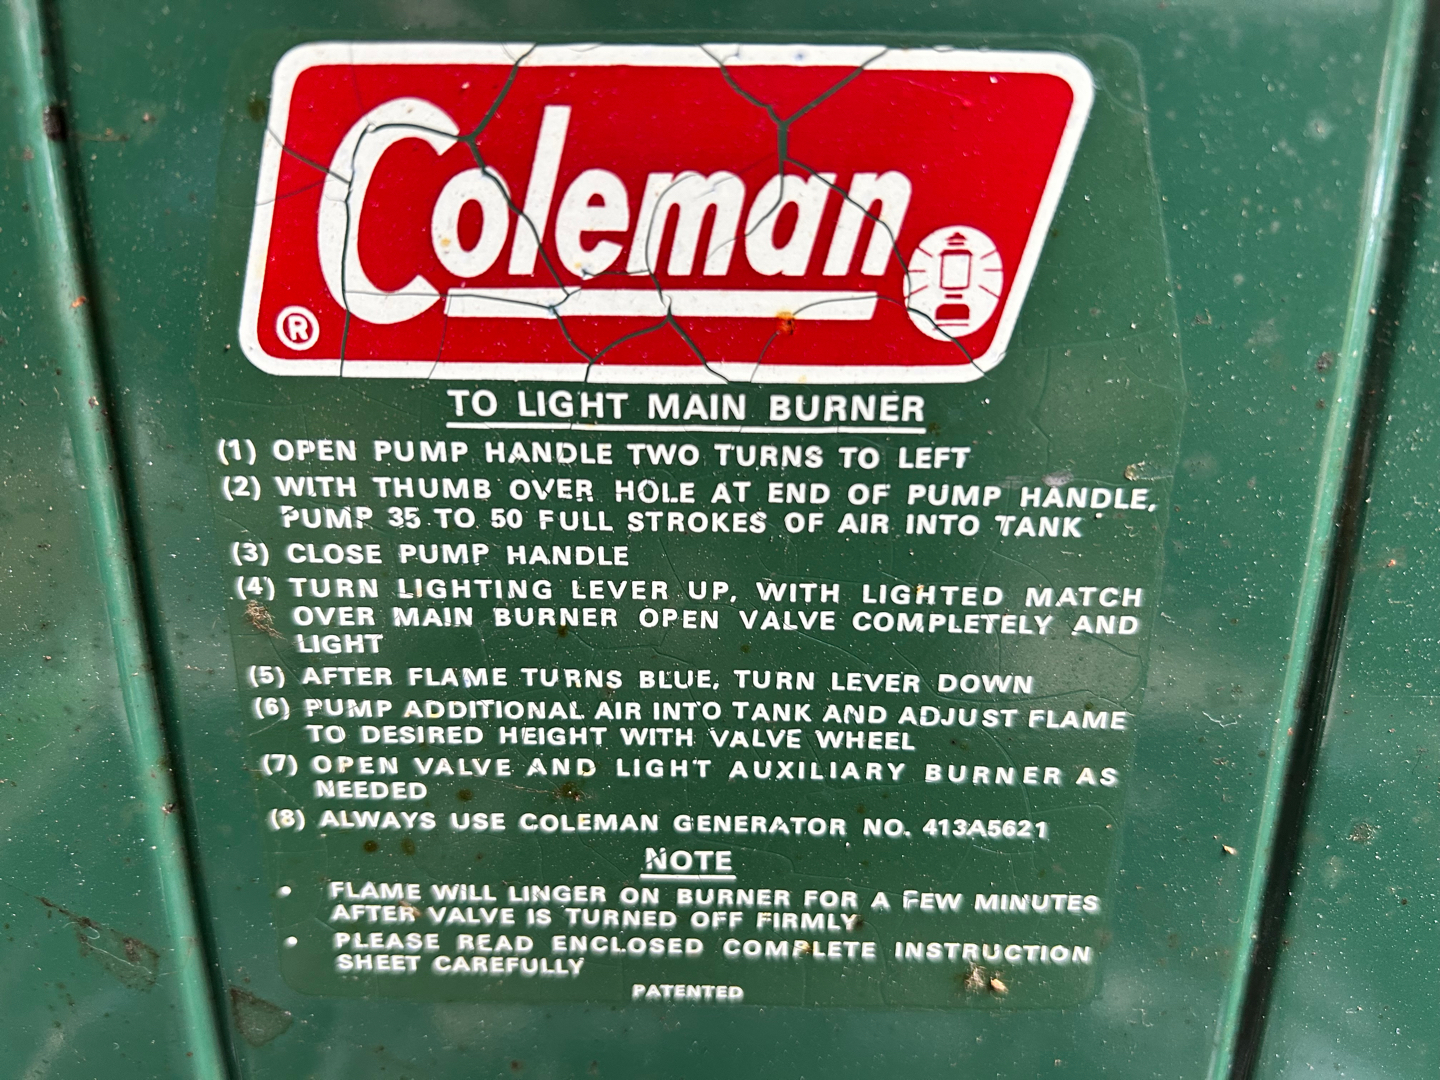 Coleman
®
TO LIGHT MAIN BURNER
(1) OPEN PUMP HANDLE TWO TURNS TO LEFT
(2) WITH THUMB OVER HOLE AT END OF PUMP HANDLE,
PUMP 35 TO 50 FULL STROKES OF AIR INTO TANK
(3) CLOSE PUMP HANDLE
(4) TURN LIGHTING LEVER UP, WITH LIGHTED MATCH
OVER MAIN BURNER OPEN VALVE COMPLETELY AND
LIGHT
(5) AFTER FLAME TURNS BLUE, TURN LEVER DOWN
(6) PUMP ADDITIONAL AIR INTO TANK AND ADJUST FLAME
TO DESIRED HEIGHT WITH VALVE WHEEL
(7) OPEN VALVE AND LIGHT AUXILIARY BURNER AS
NEEDED
(8) ALWAYS USE COLEMAN GENERATOR NO. 413A5621
NOTE
• FLAME WILL LINGER ON BURNER FOR A FEW MINUTES
AFTER VALVE IS TURNED OFF FIRMLY
• PLEASE READ ENCLOSED COMPLETE INSTRUCTION
SHEET CAREFULLY
PATENTED